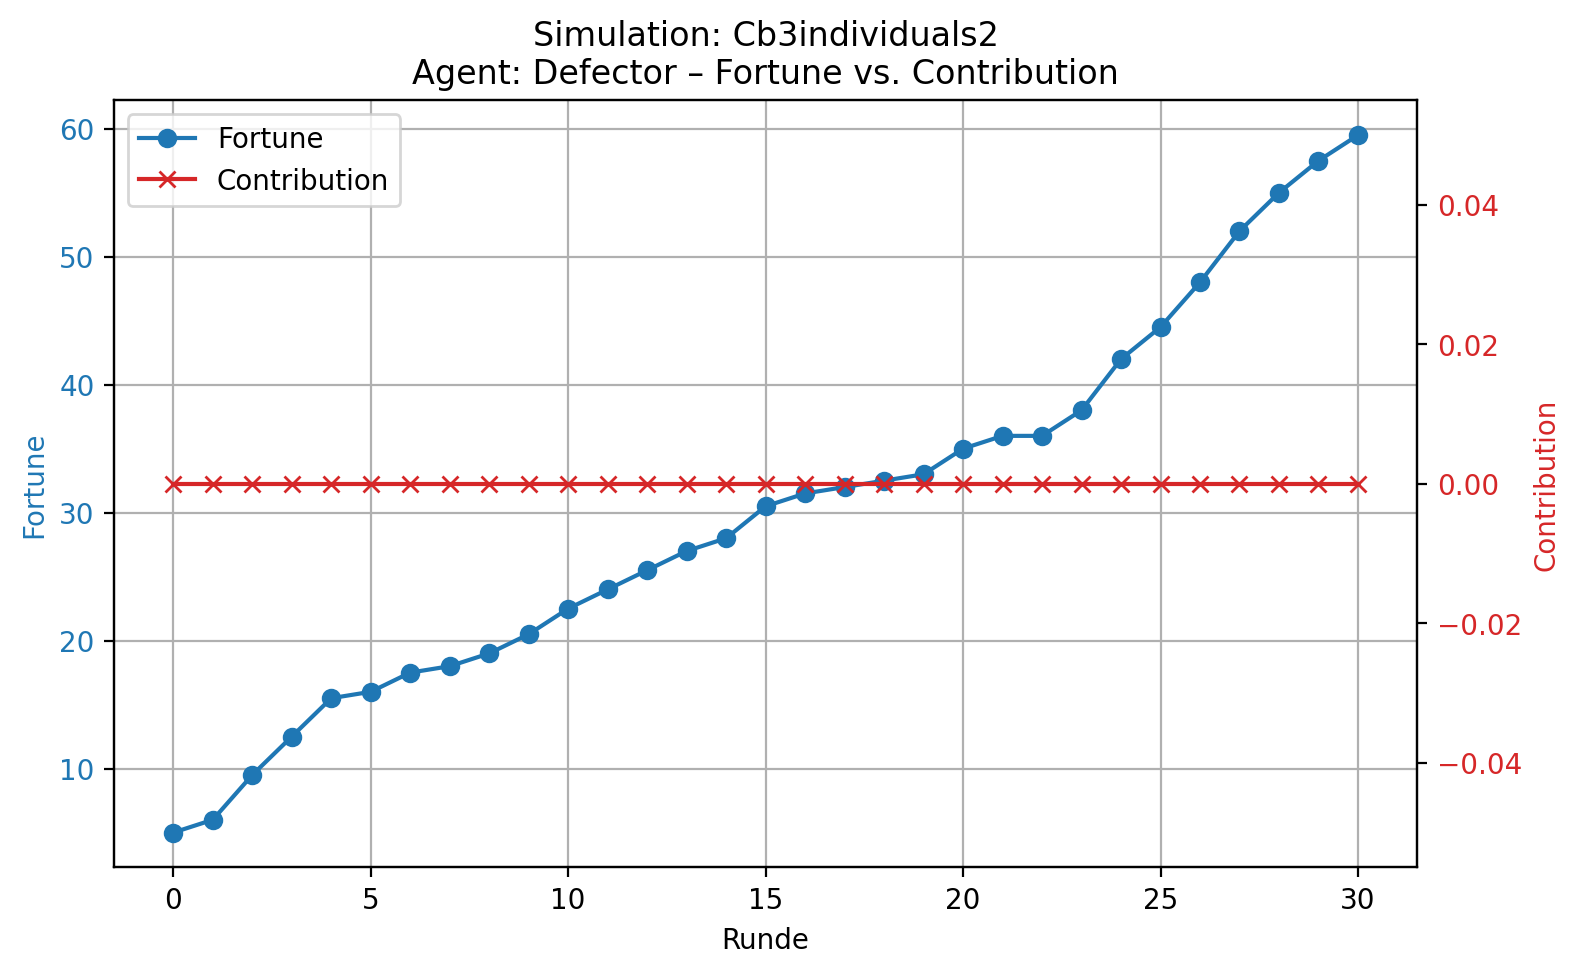 Simulation: Cb3individuals2
Agent: Defector – Fortune vs. Contribution
Fortune
Contribution
60
50
40
30
20
10
Fortune
0.04
0.02
0.00
−0.02
−0.04
Contribution
0 5 10 15 20 25 30
Runde